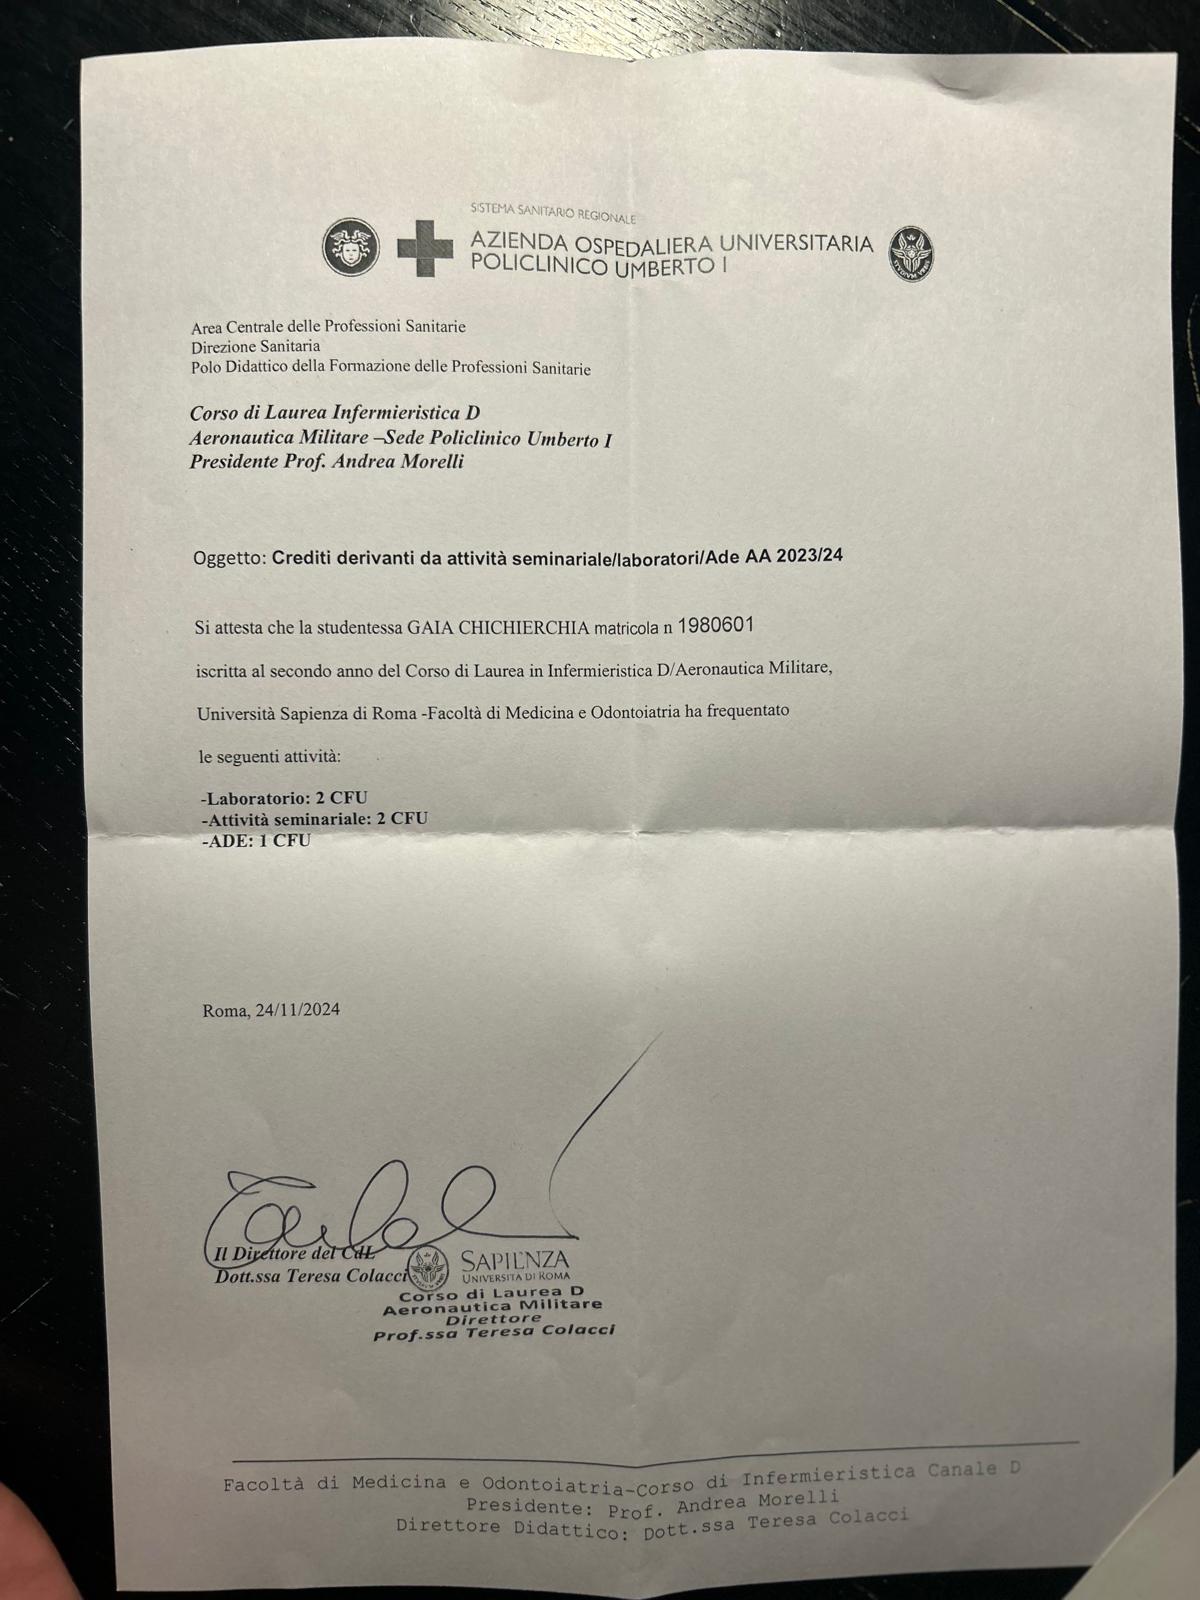 SISTEMA SANITARIO REGIONALE
AZIENDA OSPEDALIERA UNIVERSITARIA
POLICLINICO UMBERTO I
Area Centrale delle Professioni Sanitarie
Direzione Sanitaria
Polo Didattico della Formazione delle Professioni Sanitarie
Corso di Laurea Infermieristica D
Aeronautica Militare –Sede Policlinico Umberto I
Presidente Prof. Andrea Morelli
Oggetto: Crediti derivanti da attività seminariale/laboratori/Ade AA 2023/24
Si attesta che la studentessa GAIA CHICHIERCHIA matricola n 1980601
iscritta al secondo anno del Corso di Laurea in Infermieristica D/Aeronautica Militare,
Università Sapienza di Roma -Facoltà di Medicina e Odontoiatria ha frequentato
le seguenti attività:
-Laboratorio: 2 CFU
-Attività seminariale: 2 CFU
-ADE: 1 CFU
Roma, 24/11/2024
Il Direttore del CdL
Dott.ssa Teresa Colacci
SAPIENZA
UNIVERSITÀ DI ROMA
Corso di Laurea D
Aeronautica Militare
Direttore
Prof.ssa Teresa Colacci
Facoltà di Medicina e Odontoiatria-Corso di Infermieristica Canale D
Presidente: Prof. Andrea Morelli
Direttore Didattico: Dott.ssa Teresa Colacci